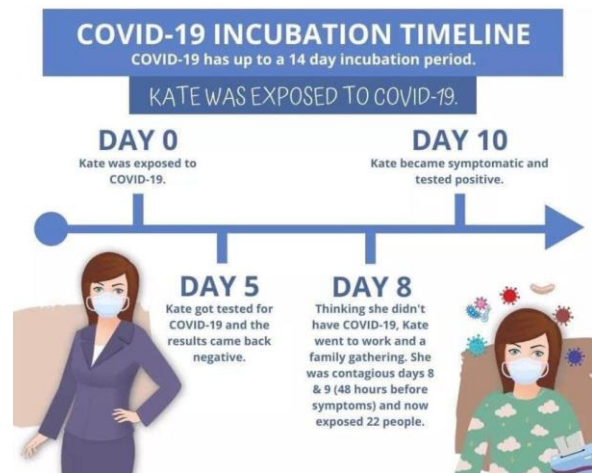 COVID-19 INCUBATION TIMELINE
COVID-19 has up to a 14 day incubation period.
KATE WAS EXPOSED TO COVID-19.
DAY 0
Kate was exposed to
COVID-19.
DAY 10
Kate became symptomatic and
tested positive.
DAY 5
Kate got tested for
COVID-19 and the
results came back
negative.
DAY 8
Thinking she didn't
have COVID-19, Kate
went to work and a
family gathering. She
was contagious days 8
& 9 (48 hours before
symptoms) and now
exposed 22 people.